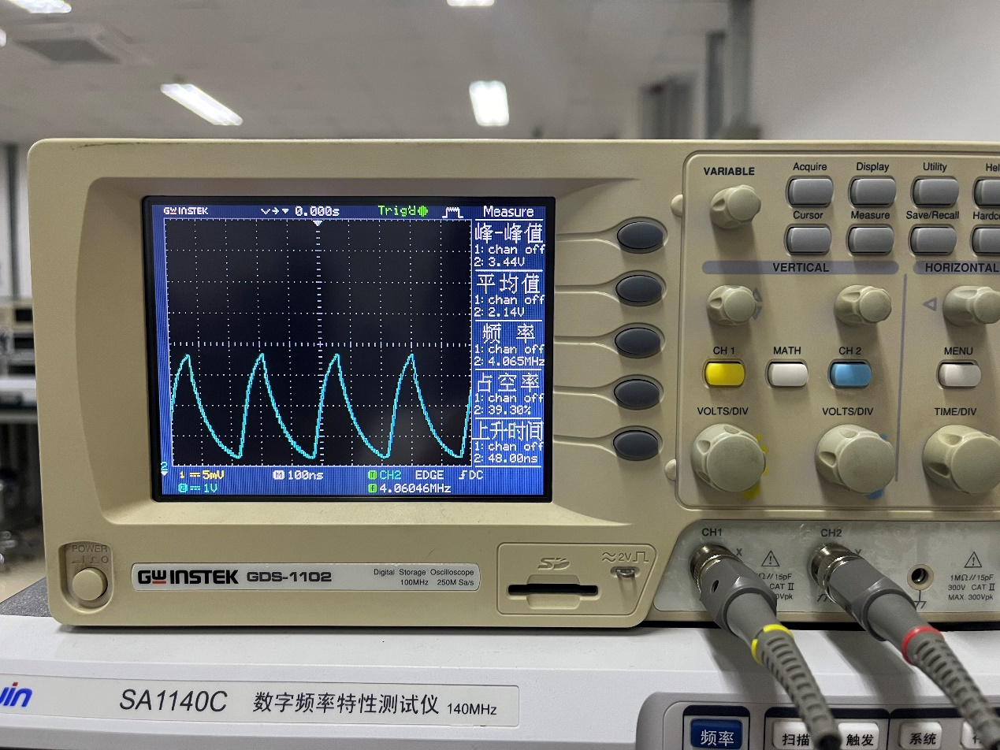 GW INSTEK 0.000s Trig'd Measure
峰-峰值
1: chan off
2: 3.44V
平均值
1: chan off
2: 2.14V
频 率
1: chan off
2: 4.065MHz
占空率
1: chan off
2: 39.30%
上升时间
1: chan off
2: 48.00ns
2
1 5mV M 100ns CH2 EDGE DC
2 1V f 4.06046MHz
POWER
GW INSTEK GDS-1102
Digital Storage Oscilloscope
100MHz 250M Sa/s
SD
2V
VARIABLE
Acquire Display Utility Hel
Cursor Measure Save/Recall Hardc
VERTICAL HORIZONTAL
CH 1 MATH CH 2 MENU
VOLTS/DIV VOLTS/DIV TIME/DIV
CH1 CH2
X Y
Ω//15pF
CAT II
00Vpk
1MΩ//15pF
300V CAT II
MAX. 300Vpk
SA1140C 数字频率特性测试仪 140MHz
频率 扫描 触发 系统